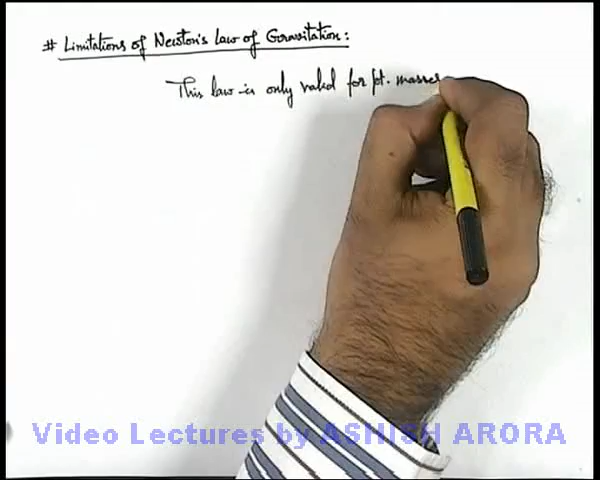 # Limitations of Newton's Law of Gravitation:
This law is only valid for pt. masses
Video Lectures by ASHISH ARORA